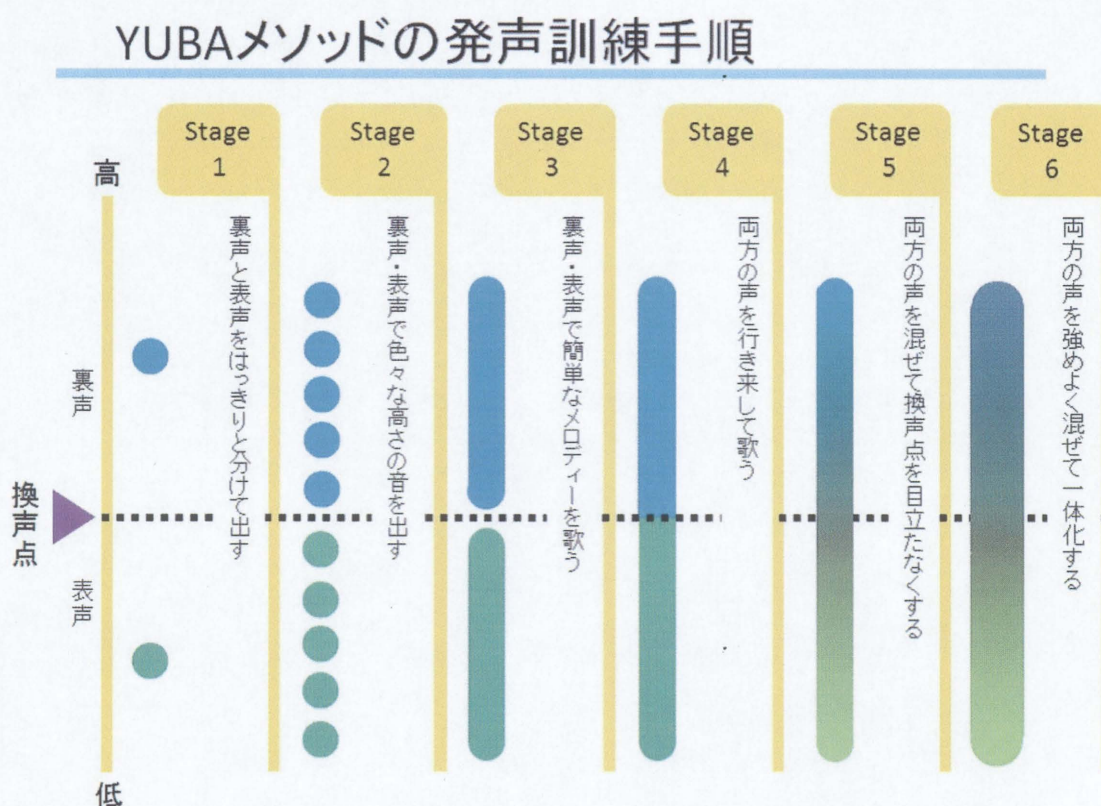 YUBAメソッドの発声訓練手順
Stage
1
Stage
2
Stage
3
Stage
4
Stage
5
Stage
6
高
裏声と表声をはっきりと分けて出す
裏声・表声で色々な高さの音を出す
裏声・表声で簡単なメロディーを歌う
両方の声を行き来して歌う
両方の声を混ぜて換声点を目立たなくする
両方の声を強めよく混ぜて一体化する
裏声
換声点
表声
低